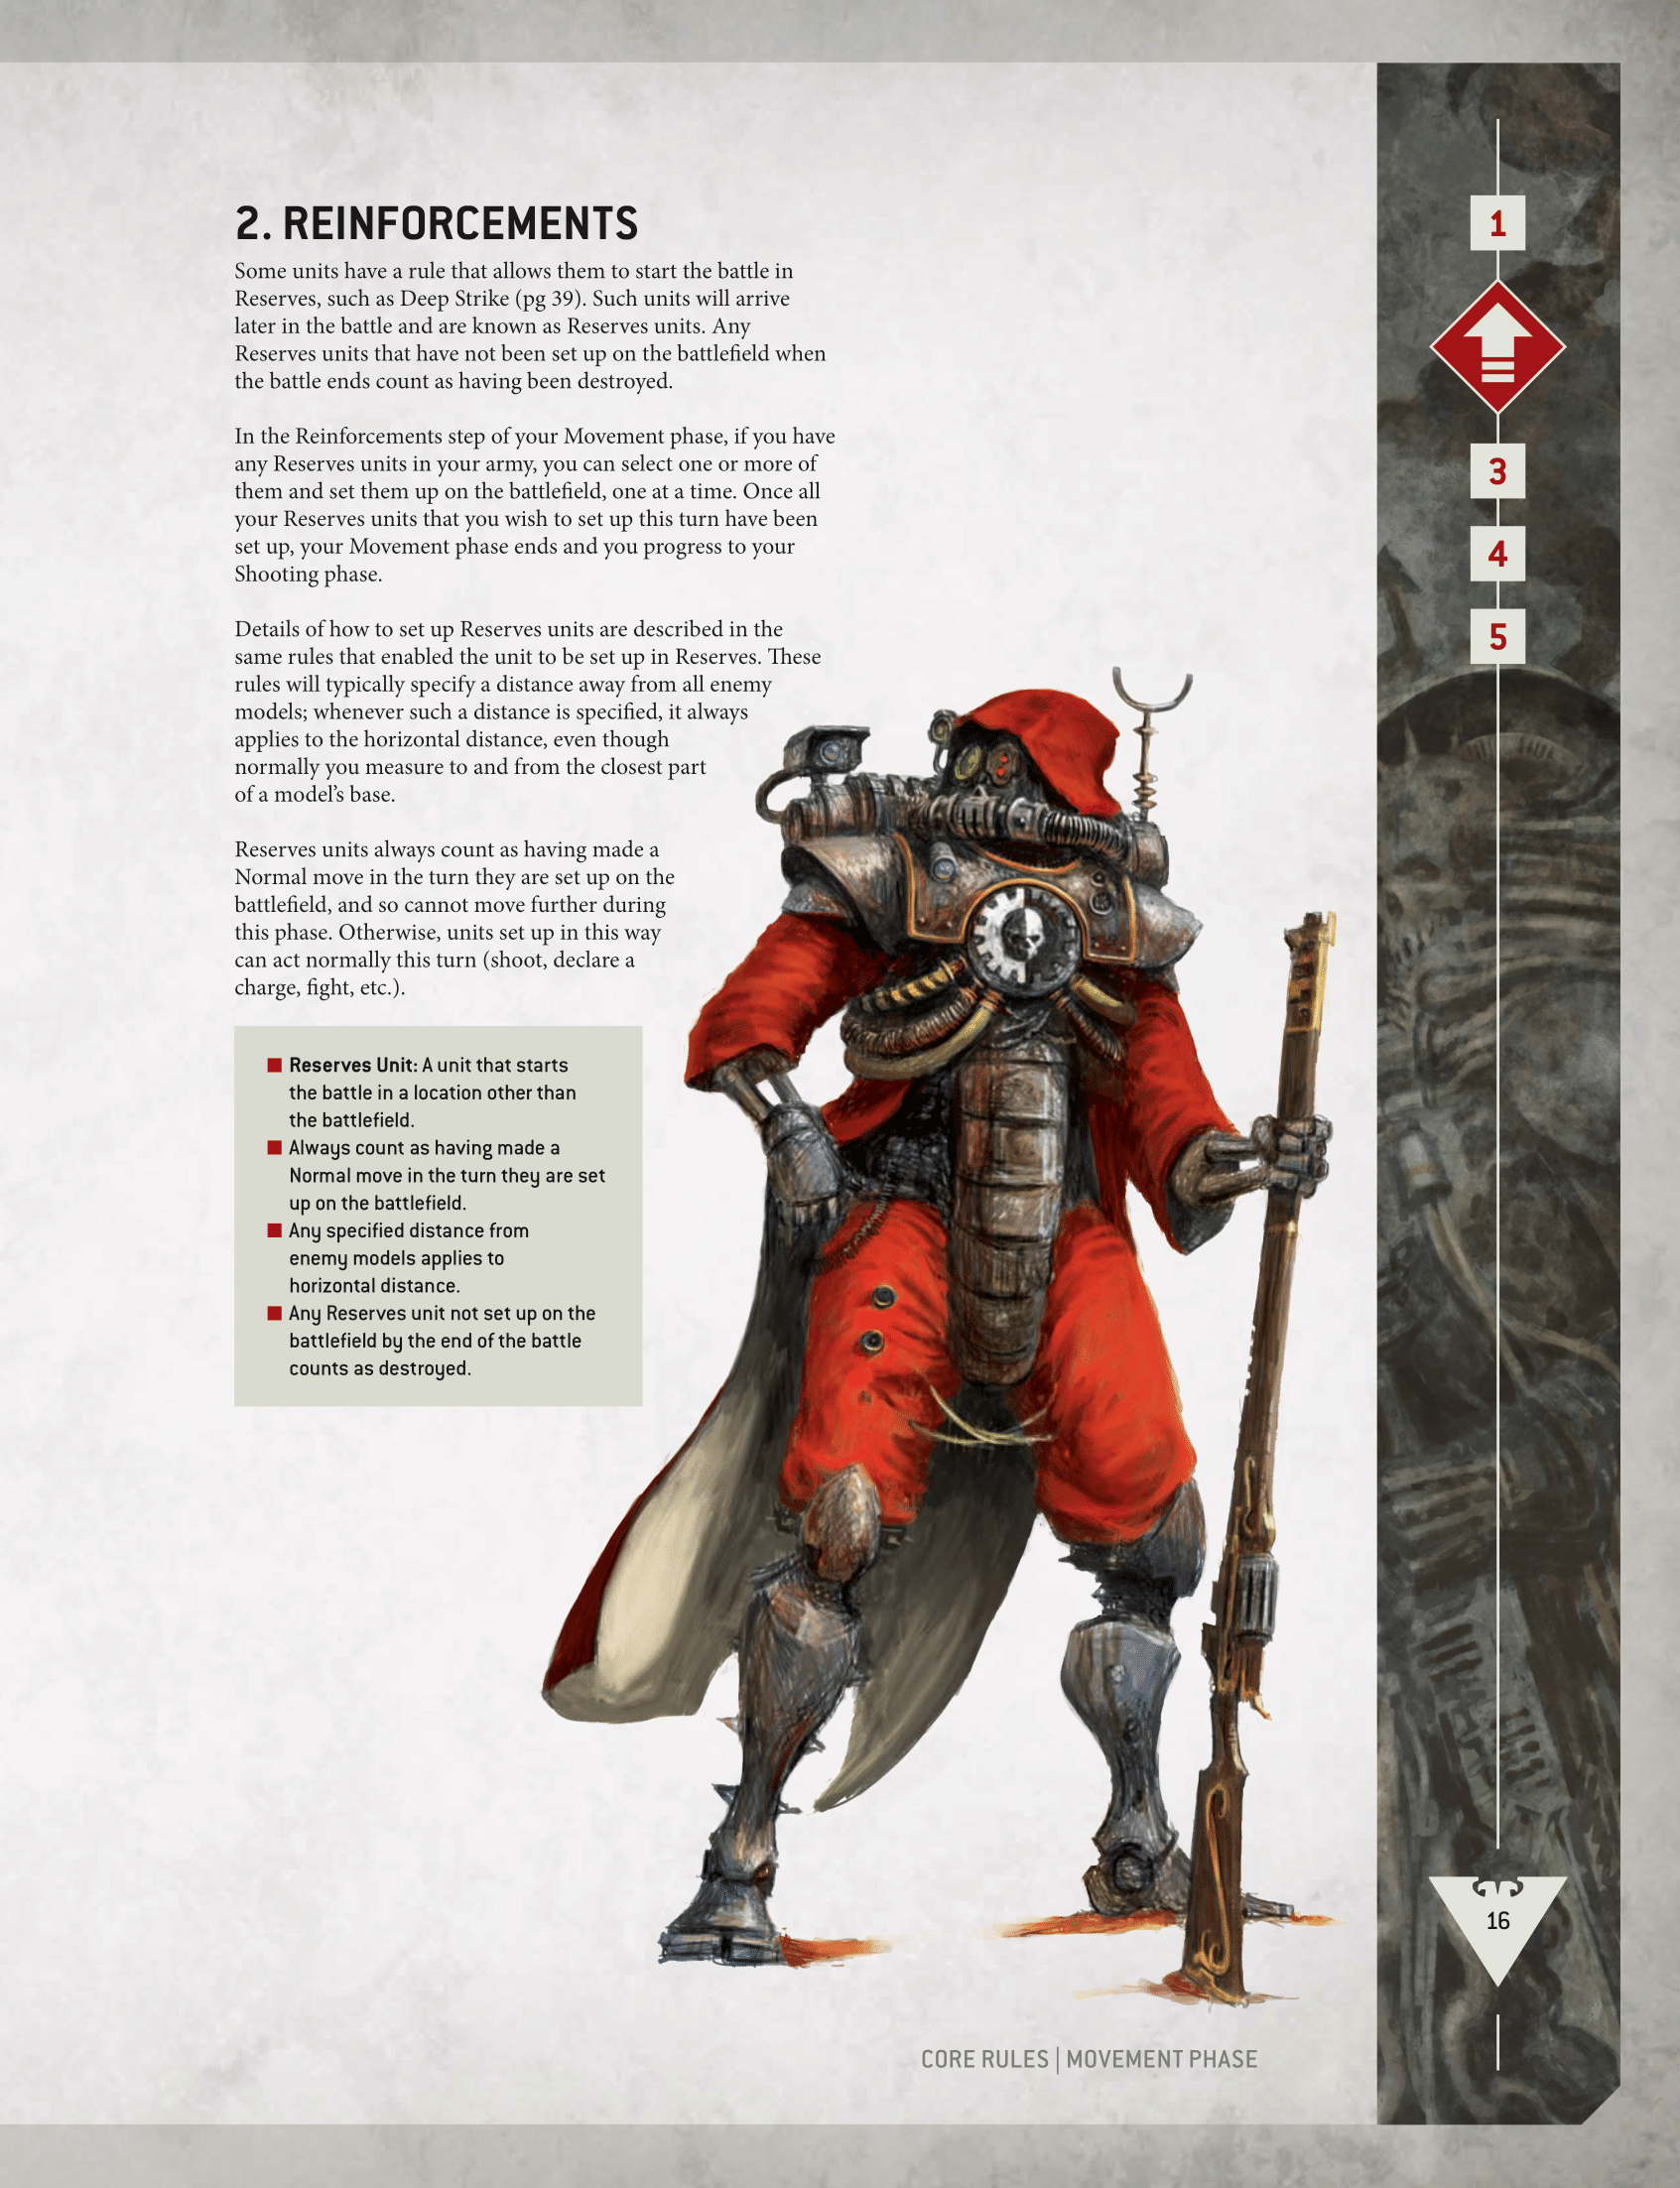 2. REINFORCEMENTS
Some units have a rule that allows them to start the battle in
Reserves, such as Deep Strike (pg 39). Such units will arrive
later in the battle and are known as Reserves units. Any
Reserves units that have not been set up on the battlefield when
the battle ends count as having been destroyed.
In the Reinforcements step of your Movement phase, if you have
any Reserves units in your army, you can select one or more of
them and set them up on the battlefield, one at a time. Once all
your Reserves units that you wish to set up this turn have been
set up, your Movement phase ends and you progress to your
Shooting phase.
Details of how to set up Reserves units are described in the
same rules that enabled the unit to be set up in Reserves. These
rules will typically specify a distance away from all enemy
models; whenever such a distance is specified, it always
applies to the horizontal distance, even though
normally you measure to and from the closest part
of a model’s base.
Reserves units always count as having made a
Normal move in the turn they are set up on the
battlefield, and so cannot move further during
this phase. Otherwise, units set up in this way
can act normally this turn (shoot, declare a
charge, fight, etc.).
■ Reserves Unit: A unit that starts
the battle in a location other than
the battlefield.
■ Always count as having made a
Normal move in the turn they are set
up on the battlefield.
■ Any specified distance from
enemy models applies to
horizontal distance.
■ Any Reserves unit not set up on the
battlefield by the end of the battle
counts as destroyed.
1
3
4
5
16
CORE RULES | MOVEMENT PHASE